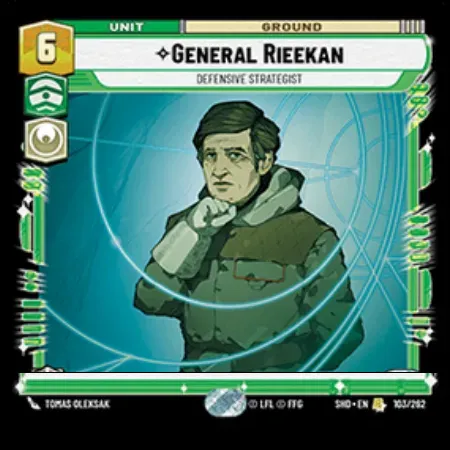 UNIT GROUND
6
GENERAL RIEEKAN
DEFENSIVE STRATEGIST
TOMAS OLEKSAK
© LFL © FFG
SHD • EN
103/262